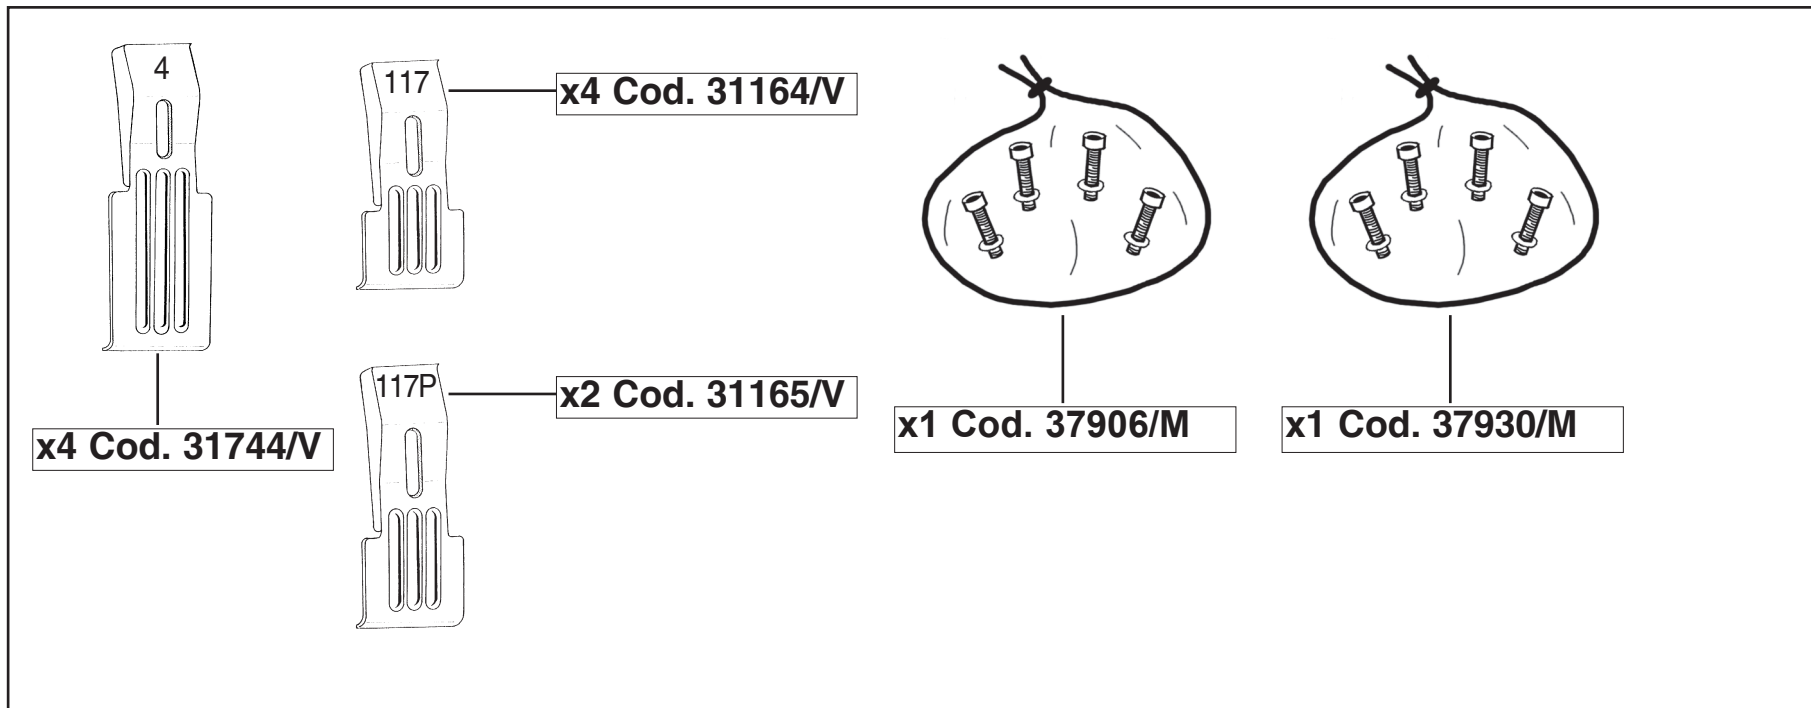 4
x4 Cod. 31744/V
117
x4 Cod. 31164/V
117P
x2 Cod. 31165/V
x1 Cod. 37906/M
x1 Cod. 37930/M